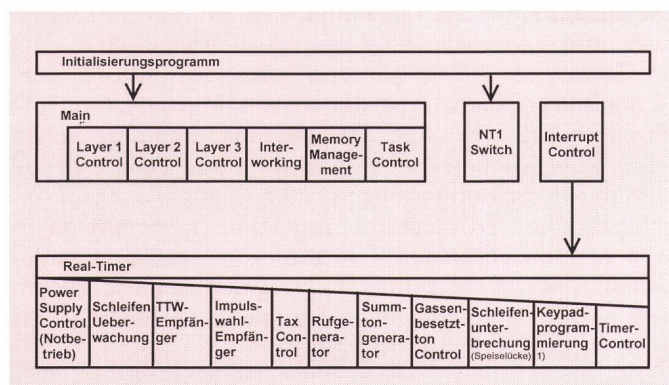 Initialisierungsprogramm
Main
Layer 1
Control
Layer 2
Control
Layer 3
Control
Inter-
working
Memory
Manage-
ment
Task
Control
NT1
Switch
Interrupt
Control
Real-Timer
Power
Supply
Control
(Notbe-
trieb)
Schleifen
Ueber-
wachung
TTW-
Empfän-
ger
Impuls-
wahl-
Empfän-
ger
Tax
Con-
trol
Rufge-
nera-
tor
Summ-
ton-
genera-
tor
Gassen-
besetzt-
ton
Control
Schleifen-
unter-
brechung
(Speiselücke)
Keypad-
program-
mierung
1)
Timer-
Control